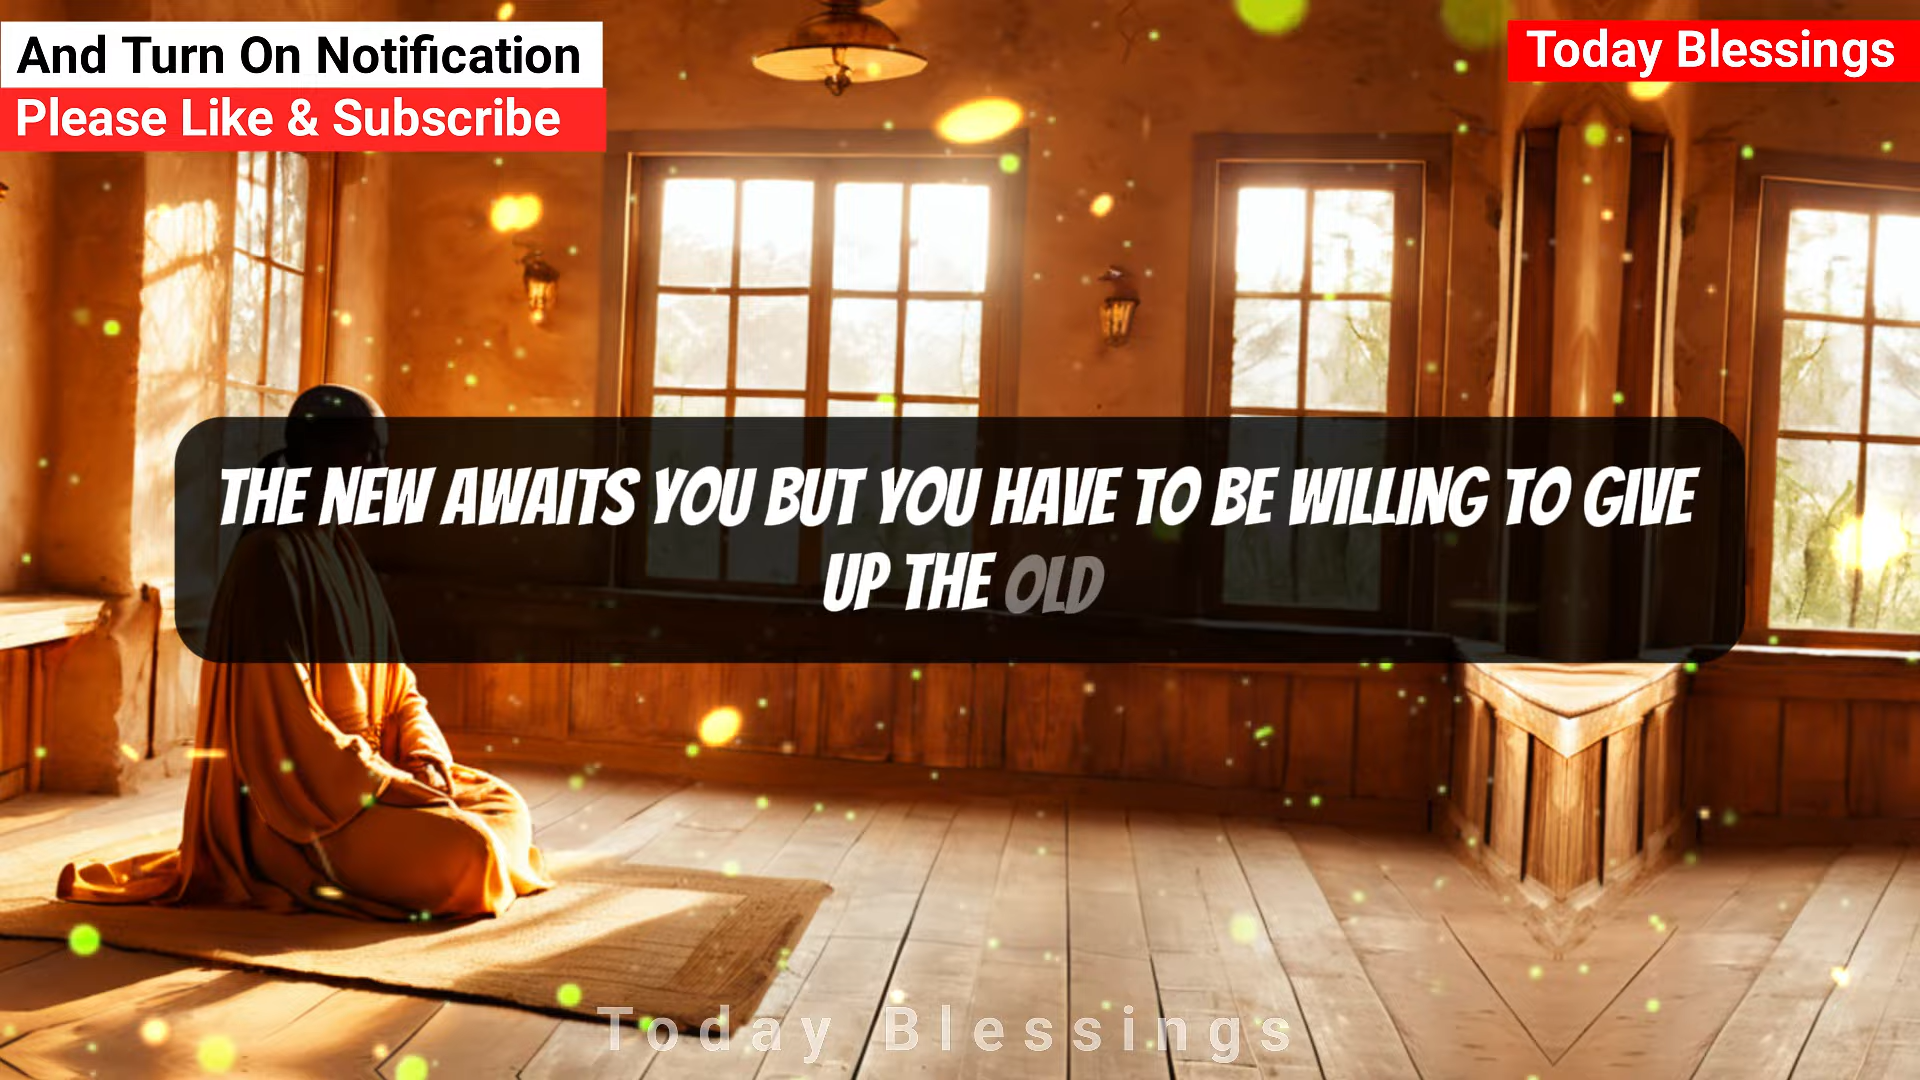 And Turn On Notification
Please Like & Subscribe
Today Blessings
THE NEW AWAITS YOU BUT YOU HAVE TO BE WILLING TO GIVE
UP THE OLD
Today Blessings